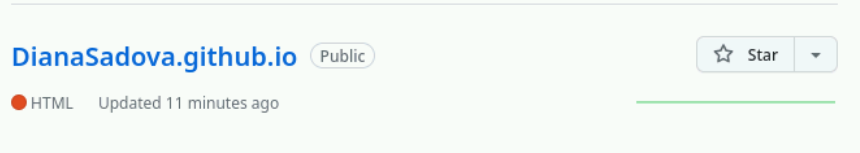 DianaSadova.github.io Public Star
HTML Updated 11 minutes ago